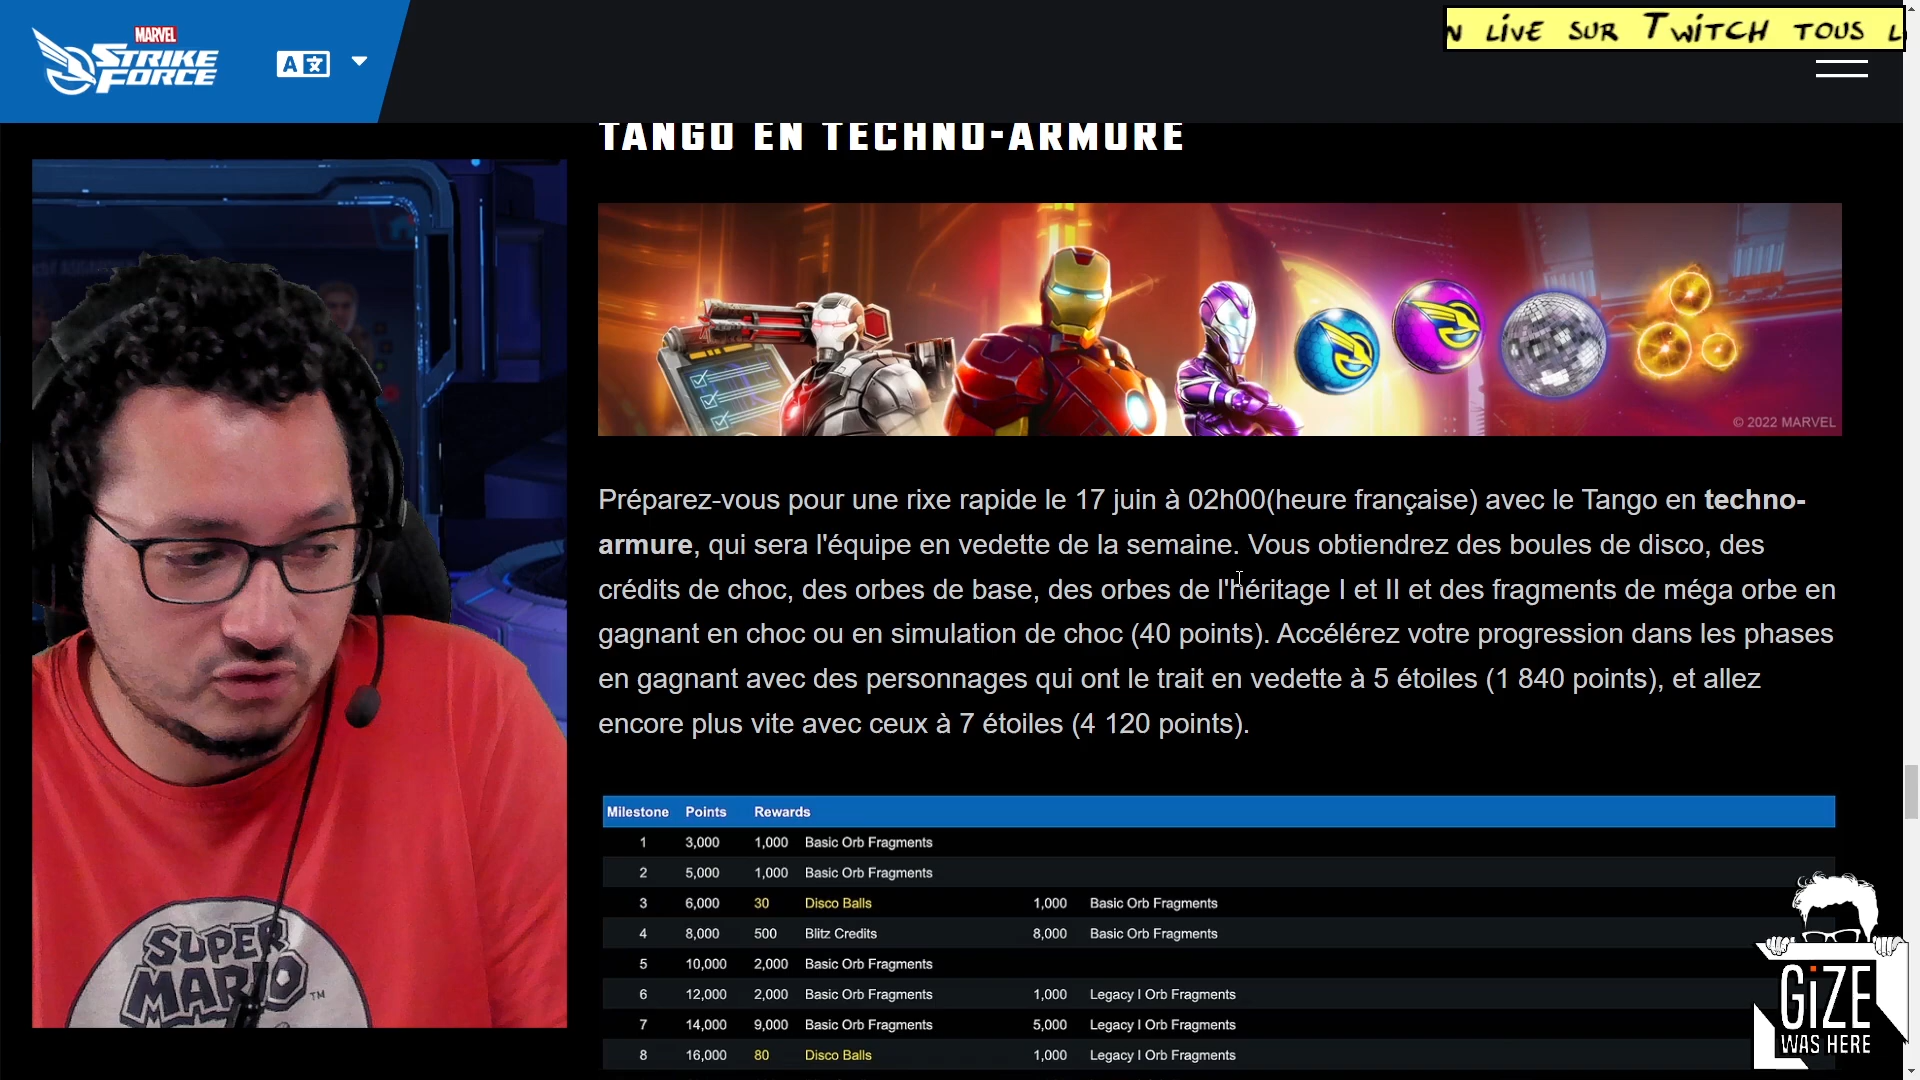 MARVEL
STRIKE
FORCE
A文
N LiVE SUR TWITCH TOUS L
TANGO EN TECHNO-ARMURE
© 2022 MARVEL
Préparez-vous pour une rixe rapide le 17 juin à 02h00(heure française) avec le Tango en techno-
armure, qui sera l'équipe en vedette de la semaine. Vous obtiendrez des boules de disco, des
crédits de choc, des orbes de base, des orbes de l'héritage I et II et des fragments de méga orbe en
gagnant en choc ou en simulation de choc (40 points). Accélérez votre progression dans les phases
en gagnant avec des personnages qui ont le trait en vedette à 5 étoiles (1 840 points), et allez
encore plus vite avec ceux à 7 étoiles (4 120 points).
Milestone Points Rewards
1 3,000 1,000 Basic Orb Fragments
2 5,000 1,000 Basic Orb Fragments
3 6,000 30 Disco Balls 1,000 Basic Orb Fragments
4 8,000 500 Blitz Credits 8,000 Basic Orb Fragments
5 10,000 2,000 Basic Orb Fragments
6 12,000 2,000 Basic Orb Fragments 1,000 Legacy I Orb Fragments
7 14,000 9,000 Basic Orb Fragments 5,000 Legacy I Orb Fragments
8 16,000 80 Disco Balls 1,000 Legacy I Orb Fragments
SUPER
MARIO
TM
GiZE
WAS HERE